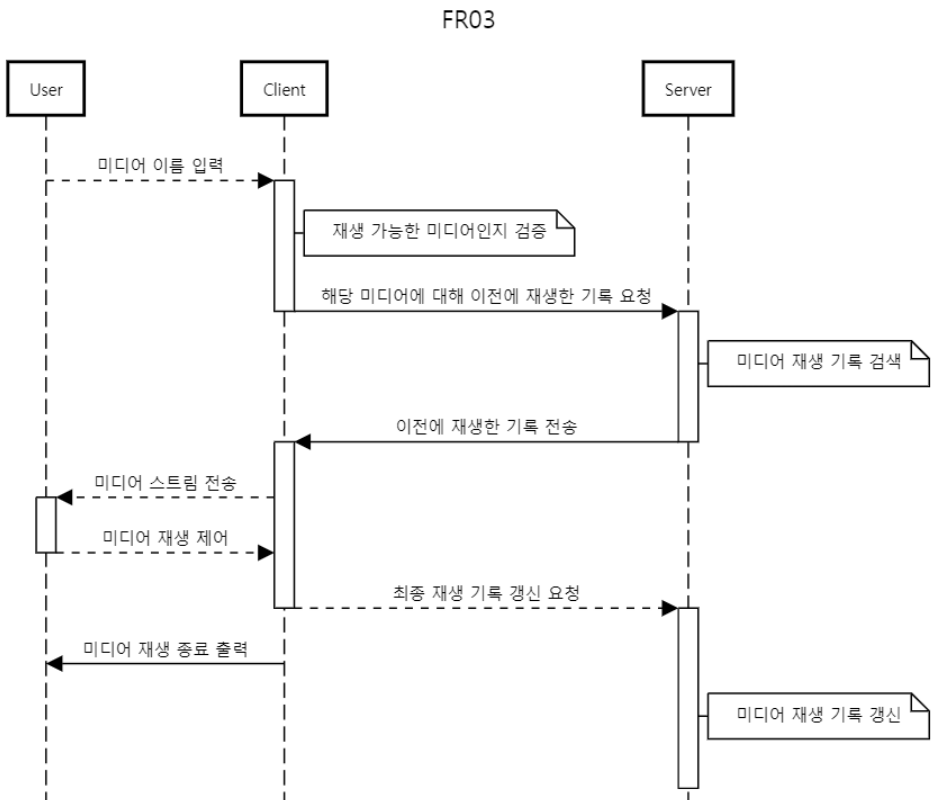 FR03
User
Client
Server
미디어 이름 입력
재생 가능한 미디어인지 검증
해당 미디어에 대해 이전에 재생한 기록 요청
미디어 재생 기록 검색
이전에 재생한 기록 전송
미디어 스트림 전송
미디어 재생 제어
최종 재생 기록 갱신 요청
미디어 재생 종료 출력
미디어 재생 기록 갱신